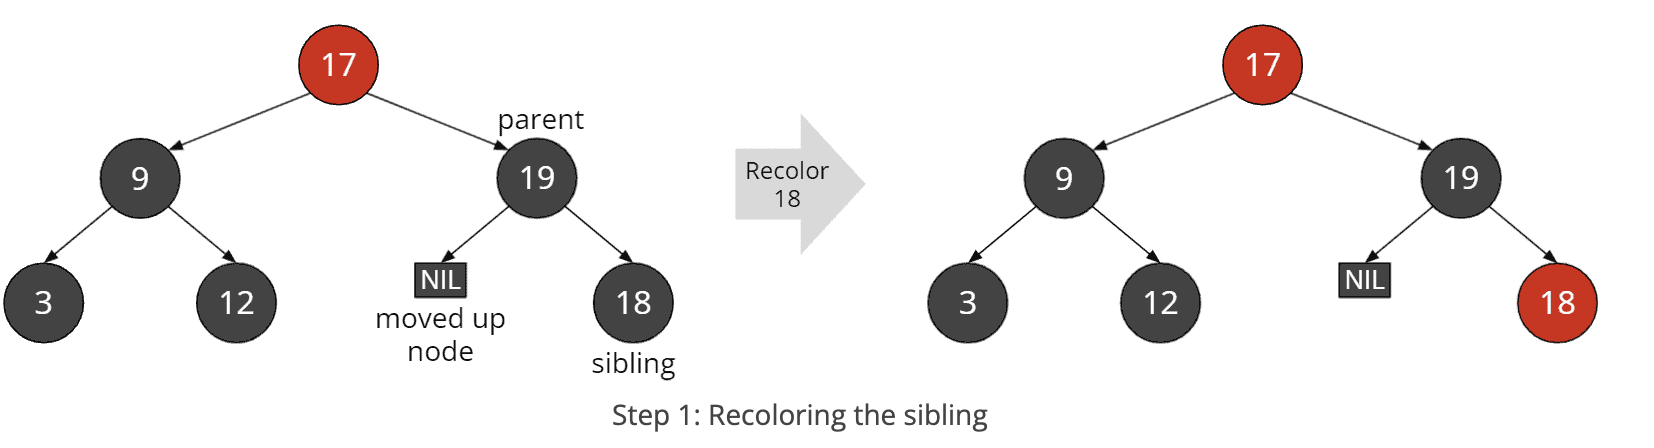 17
17
parent
9
19
Recolor
18
9
19
NIL
NIL
3
12
18
3
12
18
moved up
node
sibling
Step 1: Recoloring the sibling